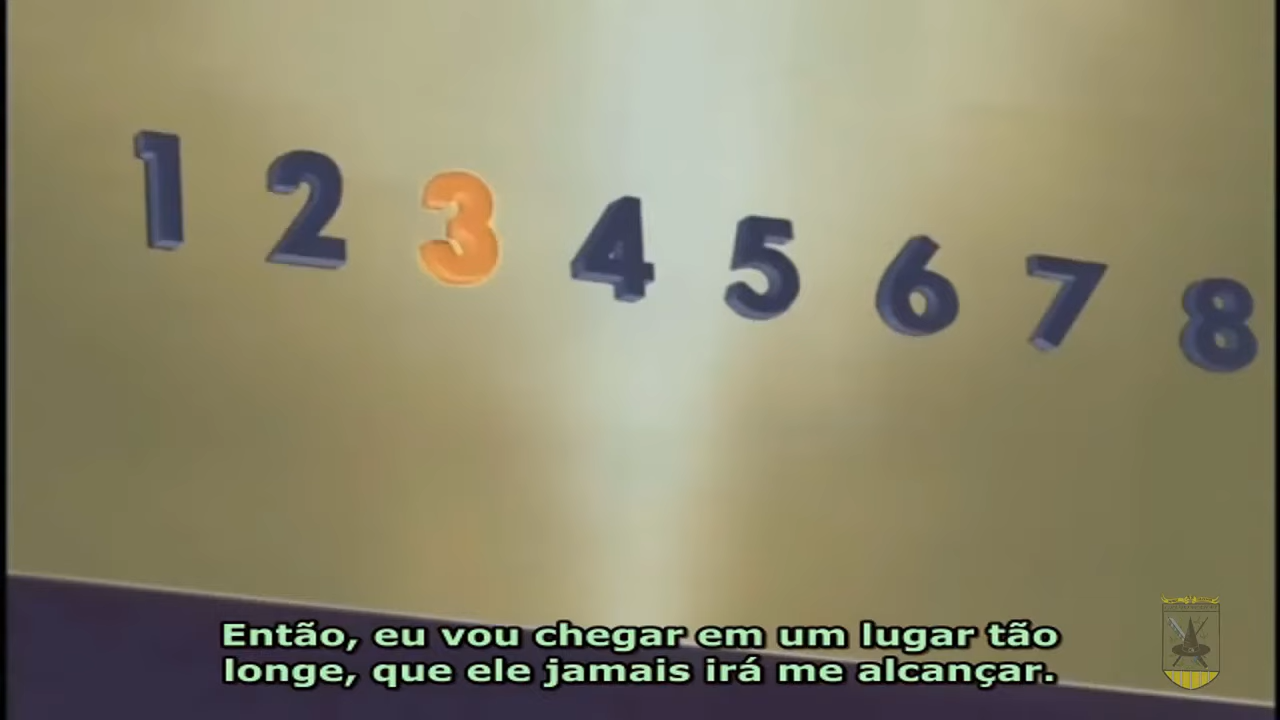 1 2 3 4 5 6 7 8
Então, eu vou chegar em um lugar tão
longe, que ele jamais irá me alcançar.